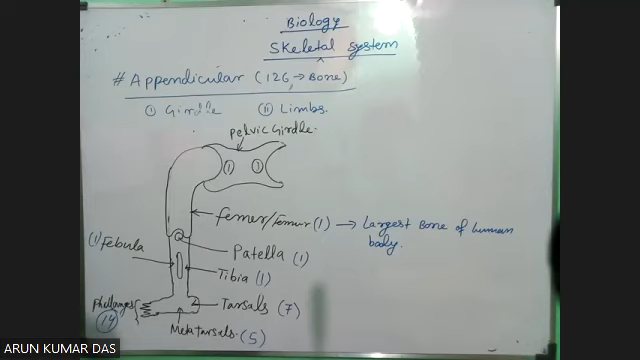 Biology
Skeletal system
# Appendicular (126 → Bone)
(i) Girdle (ii) Limbs.
Pelvic Girdle.
(1) (1)
femer/femur (1) → Largest Bone of human
body.
(1) Febula
Patella (1)
Tibia (1)
Phallanges
(14)
Tarsals (7)
Metatarsals. (5)
ARUN KUMAR DAS